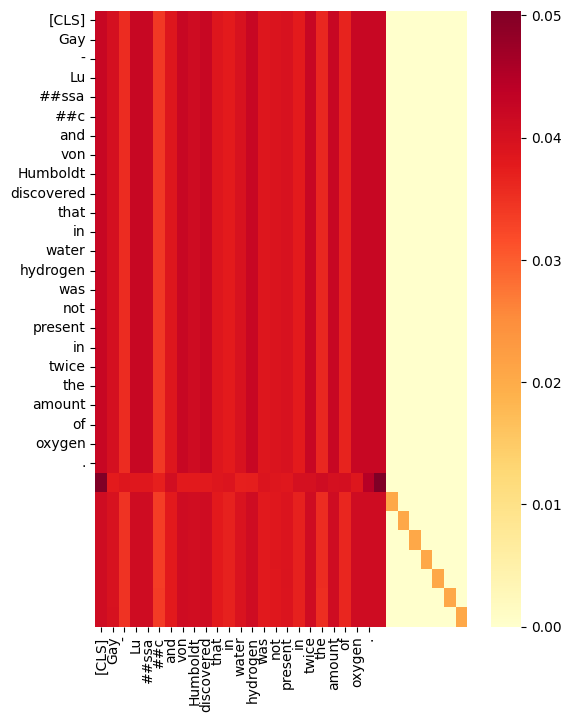 [CLS]
Gay
-
Lu
##ssa
##c
and
von
Humboldt
discovered
that
in
water
hydrogen
was
not
present
in
twice
the
amount
of
oxygen
.
[CLS]
Gay
-
Lu
##ssa
##c
and
von
Humboldt
discovered
that
in
water
hydrogen
was
not
present
in
twice
the
amount
of
oxygen
.
0.05
0.04
0.03
0.02
0.01
0.00